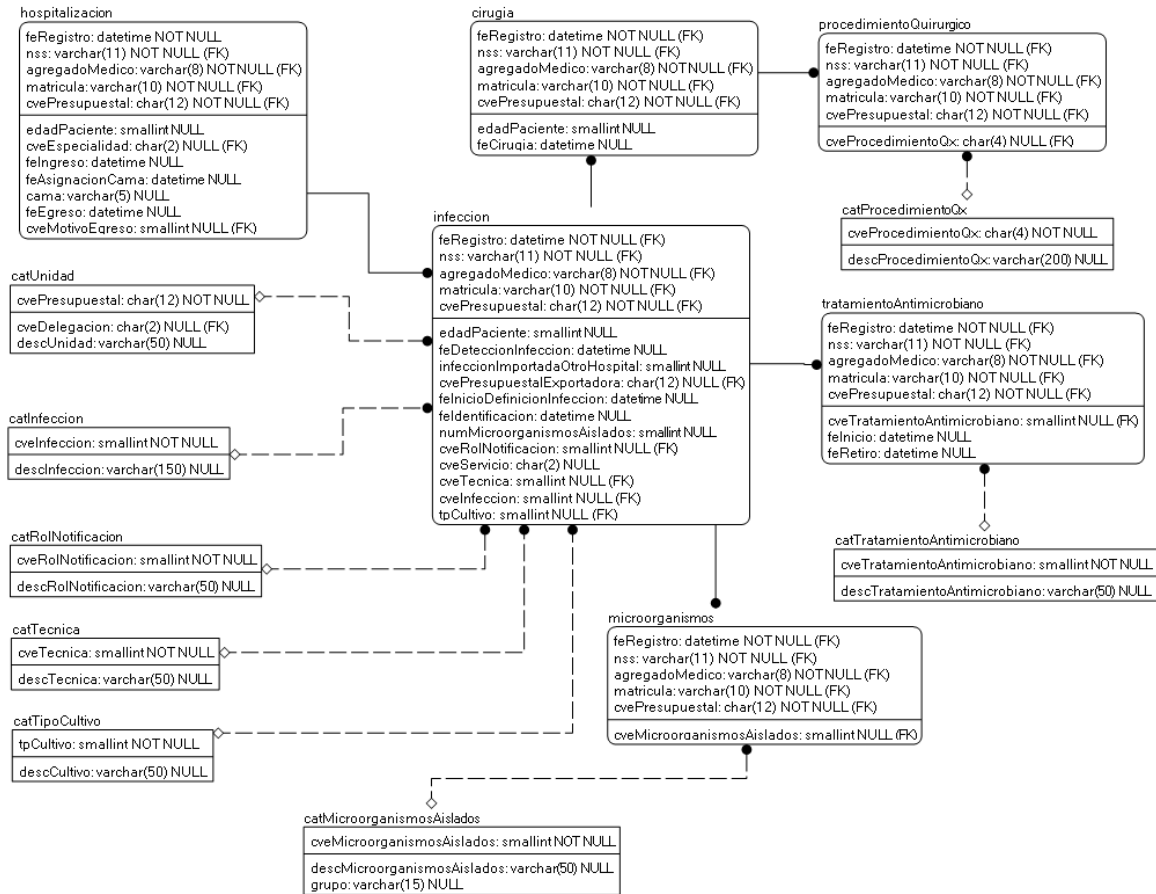 hospitalizacion
feRegistro: datetime NOT NULL
nss: varchar(11) NOT NULL (FK)
agregadoMedico: varchar(8) NOT NULL (FK)
matricula: varchar(10) NOT NULL (FK)
cvePresupuestal: char(12) NOT NULL (FK)
edadPaciente: smallint NULL
cveEspecialidad: char(2) NULL (FK)
feIngreso: datetime NULL
feAsignacionCama: datetime NULL
cama: varchar(5) NULL
feEgreso: datetime NULL
cveMotivoEgreso: smallint NULL (FK)
cirugia
feRegistro: datetime NOT NULL (FK)
nss: varchar(11) NOT NULL (FK)
agregadoMedico: varchar(8) NOT NULL (FK)
matricula: varchar(10) NOT NULL (FK)
cvePresupuestal: char(12) NOT NULL (FK)
edadPaciente: smallint NULL
feCirugia: datetime NULL
procedimientoQuirurgico
feRegistro: datetime NOT NULL (FK)
nss: varchar(11) NOT NULL (FK)
agregadoMedico: varchar(8) NOT NULL (FK)
matricula: varchar(10) NOT NULL (FK)
cvePresupuestal: char(12) NOT NULL (FK)
cveProcedimientoQx: char(4) NULL (FK)
catProcedimientoQx
cveProcedimientoQx: char(4) NOT NULL
descProcedimientoQx: varchar(200) NULL
infeccion
feRegistro: datetime NOT NULL (FK)
nss: varchar(11) NOT NULL (FK)
agregadoMedico: varchar(8) NOT NULL (FK)
matricula: varchar(10) NOT NULL (FK)
cvePresupuestal: char(12) NOT NULL (FK)
edadPaciente: smallint NULL
feDeteccionInfeccion: datetime NULL
infeccionImportadaOtroHospital: smallint NULL
cvePresupuestalExportadora: char(12) NULL (FK)
feInicioDefinicionInfeccion: datetime NULL
feIdentificacion: datetime NULL
numMicroorganismosAislados: smallint NULL
cveRolNotificacion: smallint NULL (FK)
cveServicio: char(2) NULL
cveTecnica: smallint NULL (FK)
cveInfeccion: smallint NULL (FK)
tpCultivo: smallint NULL (FK)
catUnidad
cvePresupuestal: char(12) NOT NULL
cveDelegacion: char(2) NULL (FK)
descUnidad: varchar(50) NULL
catInfeccion
cveInfeccion: smallint NOT NULL
descInfeccion: varchar(150) NULL
tratamientoAntimicrobiano
feRegistro: datetime NOT NULL (FK)
nss: varchar(11) NOT NULL (FK)
agregadoMedico: varchar(8) NOT NULL (FK)
matricula: varchar(10) NOT NULL (FK)
cvePresupuestal: char(12) NOT NULL (FK)
cveTratamientoAntimicrobiano: smallint NULL (FK)
feInicio: datetime NULL
feRetiro: datetime NULL
catRolNotificacion
cveRolNotificacion: smallint NOT NULL
descRolNotificacion: varchar(50) NULL
catTratamientoAntimicrobiano
cveTratamientoAntimicrobiano: smallint NOT NULL
descTratamientoAntimicrobiano: varchar(50) NULL
catTecnica
cveTecnica: smallint NOT NULL
descTecnica: varchar(50) NULL
microorganismos
feRegistro: datetime NOT NULL (FK)
nss: varchar(11) NOT NULL (FK)
agregadoMedico: varchar(8) NOT NULL (FK)
matricula: varchar(10) NOT NULL (FK)
cvePresupuestal: char(12) NOT NULL (FK)
cveMicroorganismosAislados: smallint NULL (FK)
catTipoCultivo
tpCultivo: smallint NOT NULL
descCultivo: varchar(50) NULL
catMicroorganismosAislados
cveMicroorganismosAislados: smallint NOT NULL
descMicroorganismosAislados: varchar(50) NULL
grupo: varchar(15) NULL